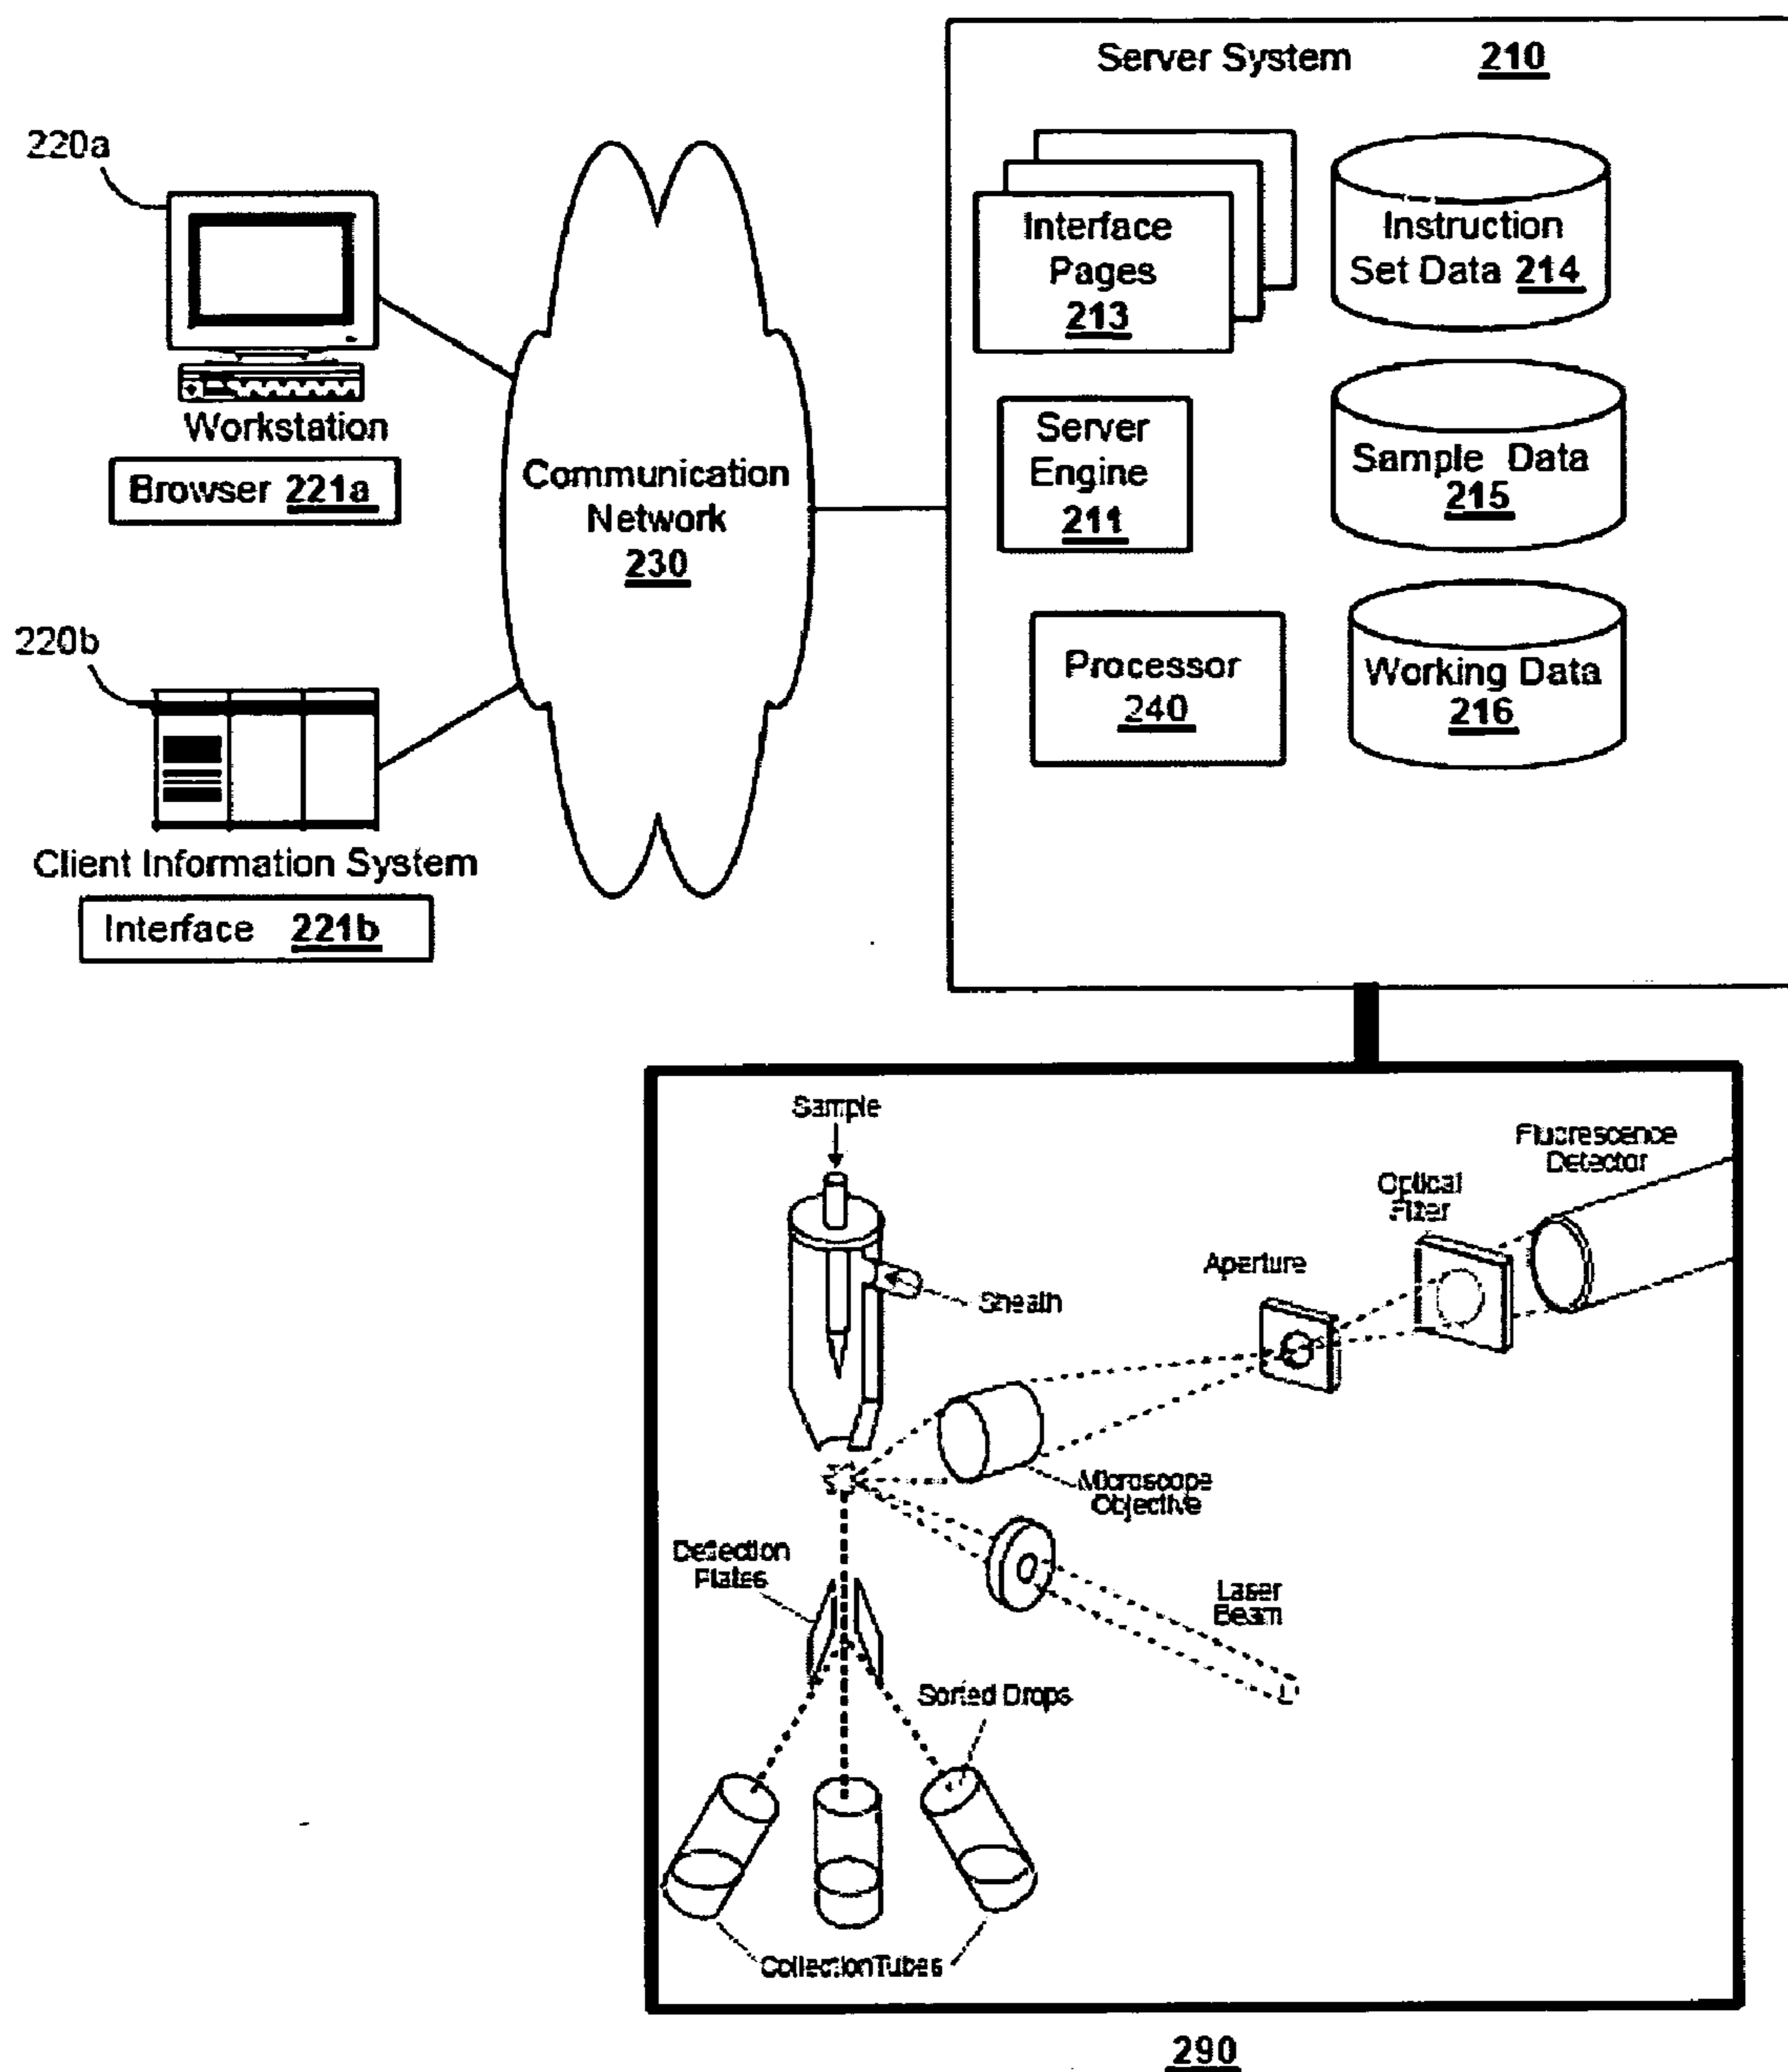 Server System 210
220a
Interface
Pages
213
Instruction
Set Data 214
Workstation
Browser 221a
Communication
Network
230
Server
Engine
211
Sample Data
215
220b
Processor
240
Working Data
216
Client Information System
Interface 221b
Sample
Fluorescence
Detector
Optical
Filter
Aperture
Sheath
Microscope
Objective
Deflection
Plates
Laser
Beam
Sorted Drops
Collection Tubes
290